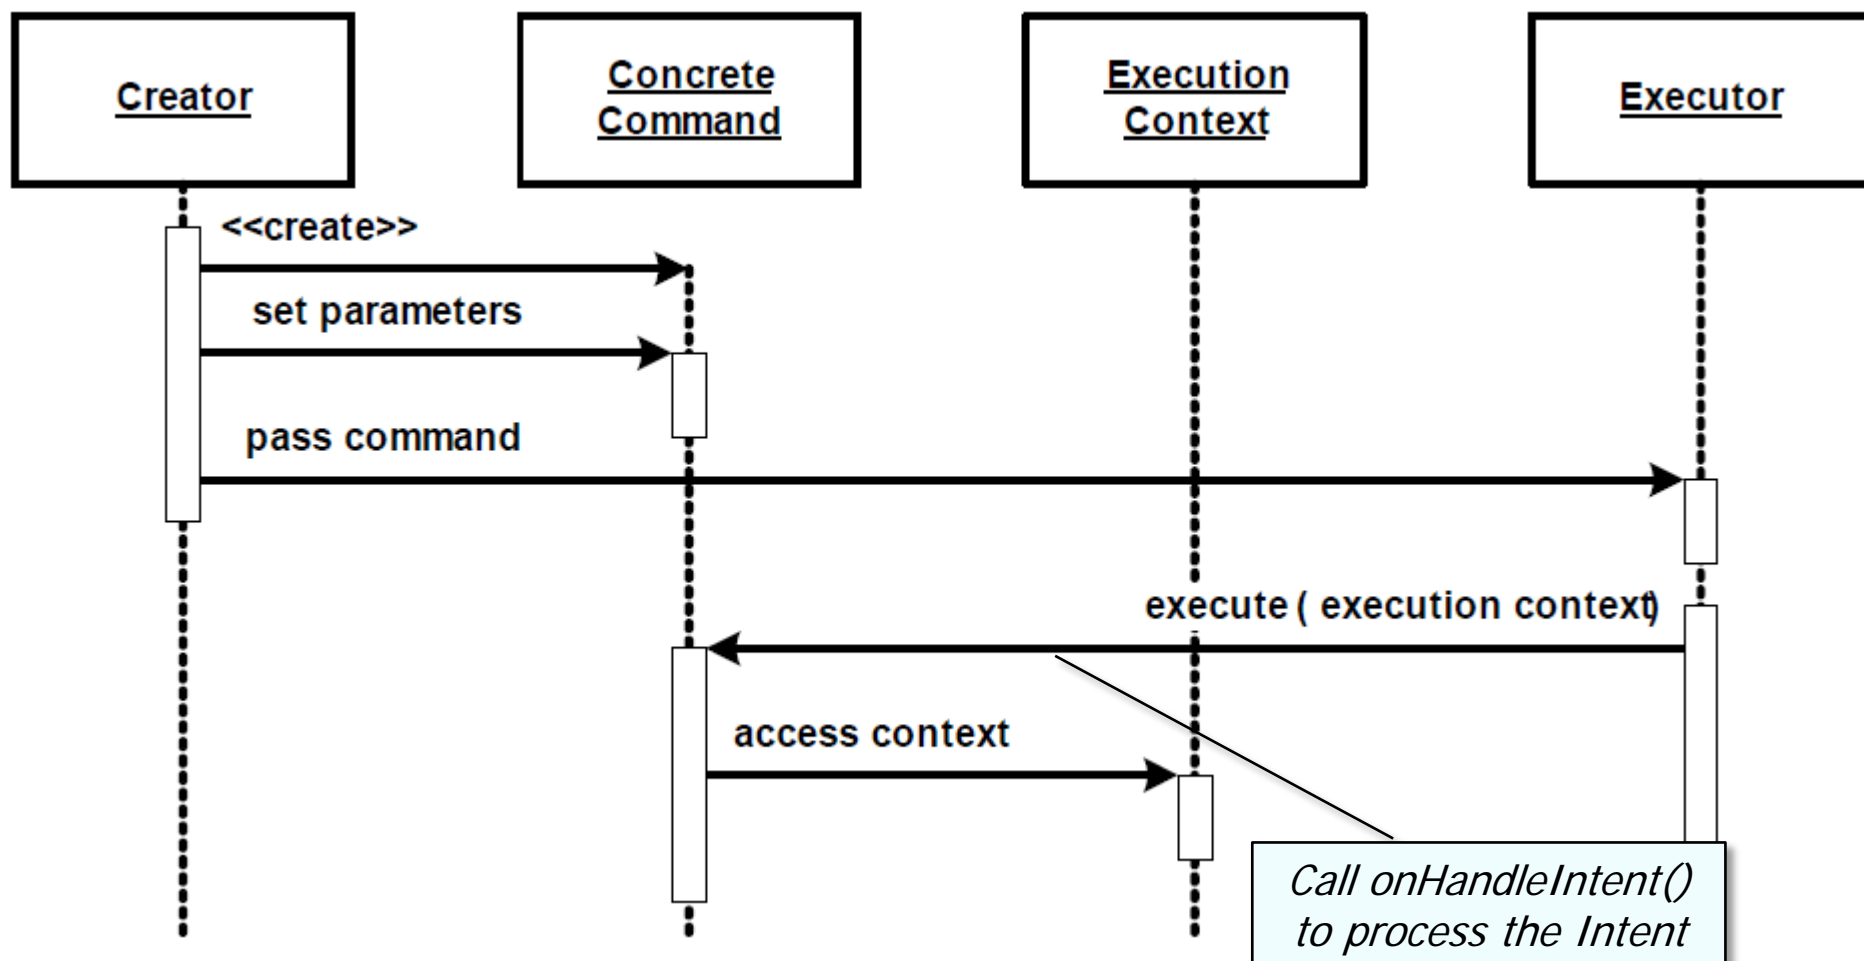 Creator
Concrete
Command
Execution
Context
Executor
<<create>>
set parameters
pass command
execute ( execution context)
access context
Call onHandleIntent()
to process the Intent